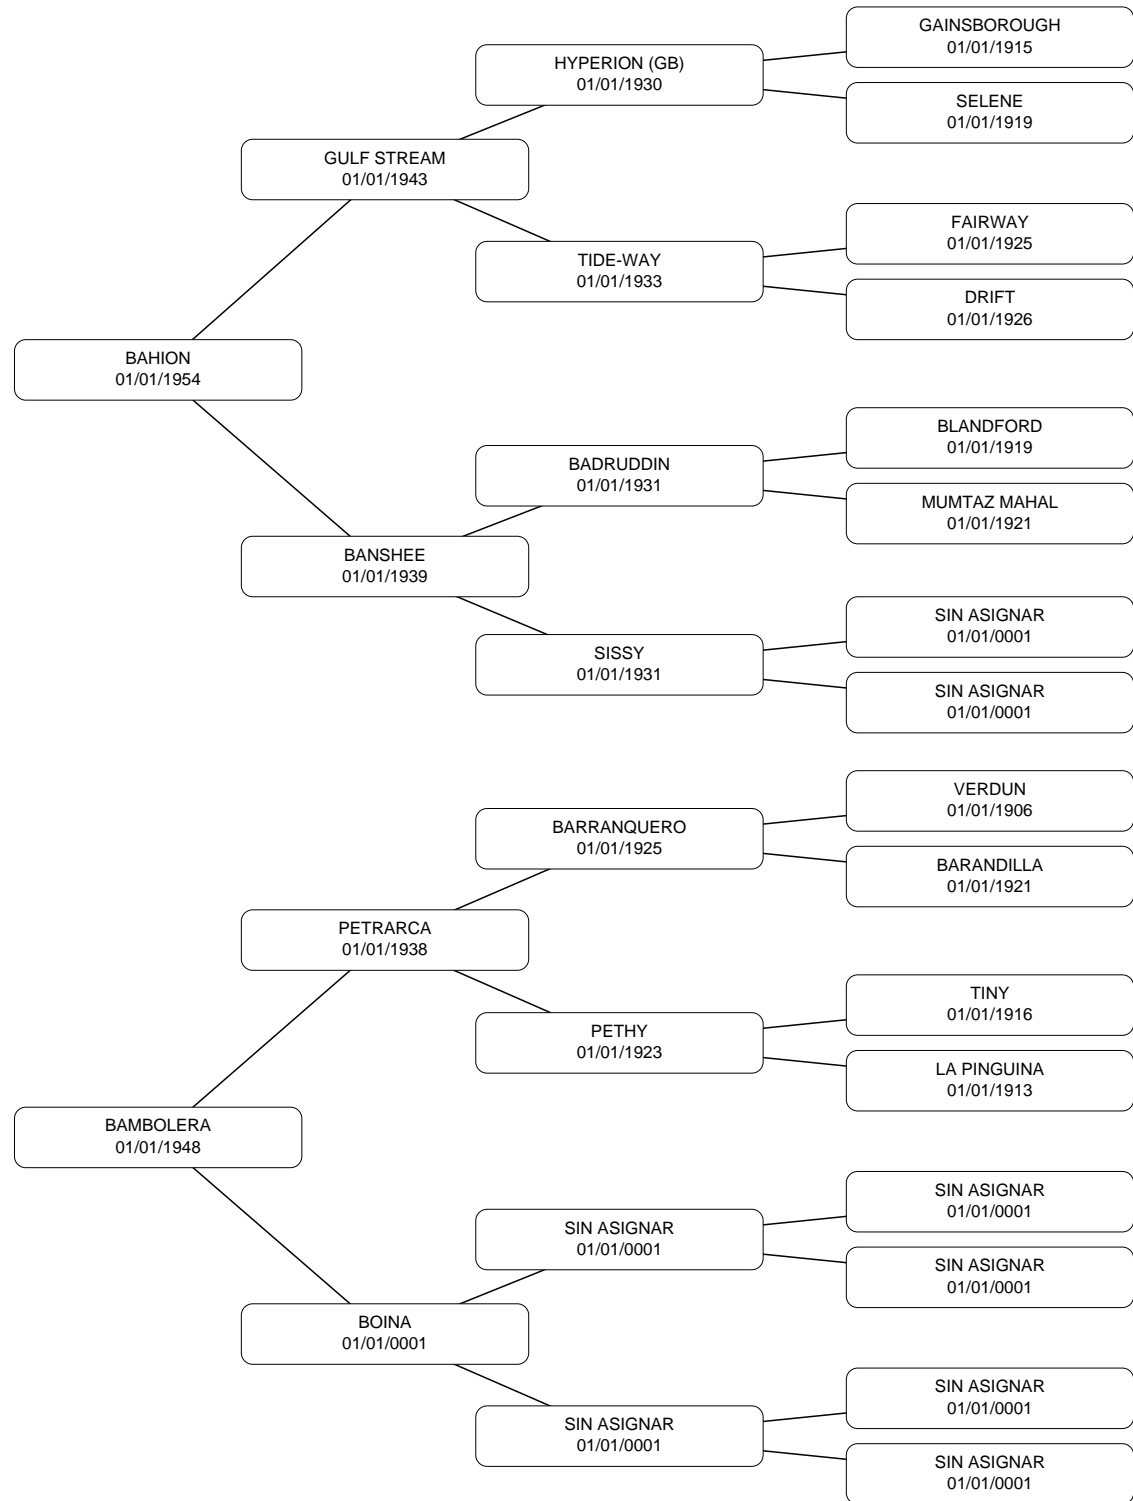 GAINSBOROUGH
01/01/1915
HYPERION (GB)
01/01/1930
SELENE
01/01/1919
GULF STREAM
01/01/1943
FAIRWAY
01/01/1925
TIDE-WAY
01/01/1933
DRIFT
01/01/1926
BAHION
01/01/1954
BLANDFORD
01/01/1919
BADRUDDIN
01/01/1931
MUMTAZ MAHAL
01/01/1921
BANSHEE
01/01/1939
SIN ASIGNAR
01/01/0001
SISSY
01/01/1931
SIN ASIGNAR
01/01/0001
VERDUN
01/01/1906
BARRANQUERO
01/01/1925
BARANDILLA
01/01/1921
PETRARCA
01/01/1938
TINY
01/01/1916
PETHY
01/01/1923
LA PINGUINA
01/01/1913
BAMBOLERA
01/01/1948
SIN ASIGNAR
01/01/0001
SIN ASIGNAR
01/01/0001
SIN ASIGNAR
01/01/0001
BOINA
01/01/0001
SIN ASIGNAR
01/01/0001
SIN ASIGNAR
01/01/0001
SIN ASIGNAR
01/01/0001